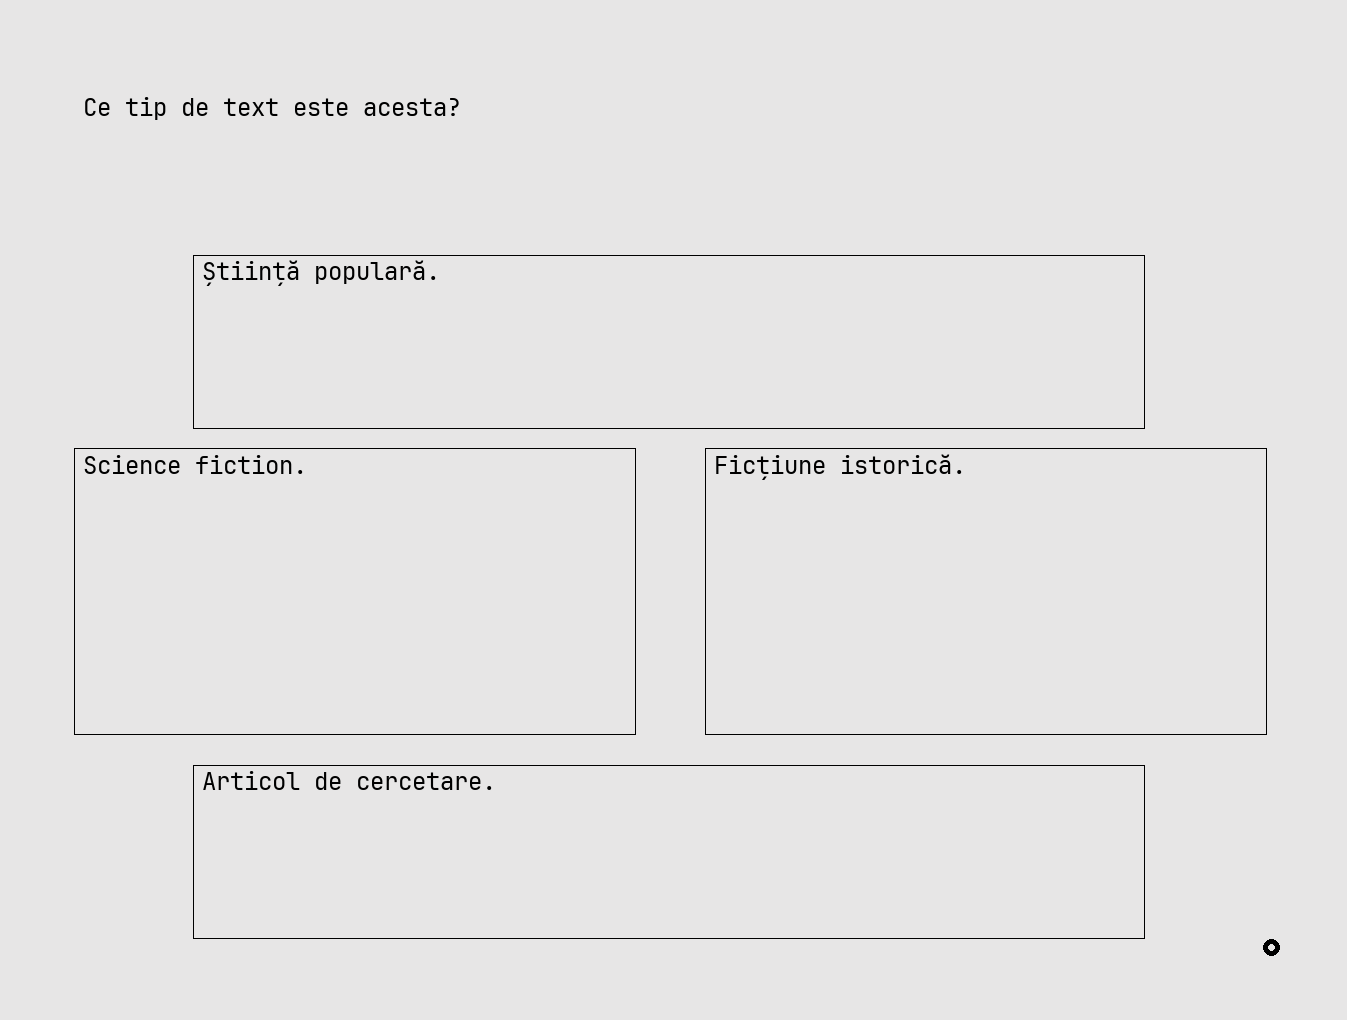 Ce tip de text este acesta?
Știință populară.
Science fiction.
Ficțiune istorică.
Articol de cercetare.